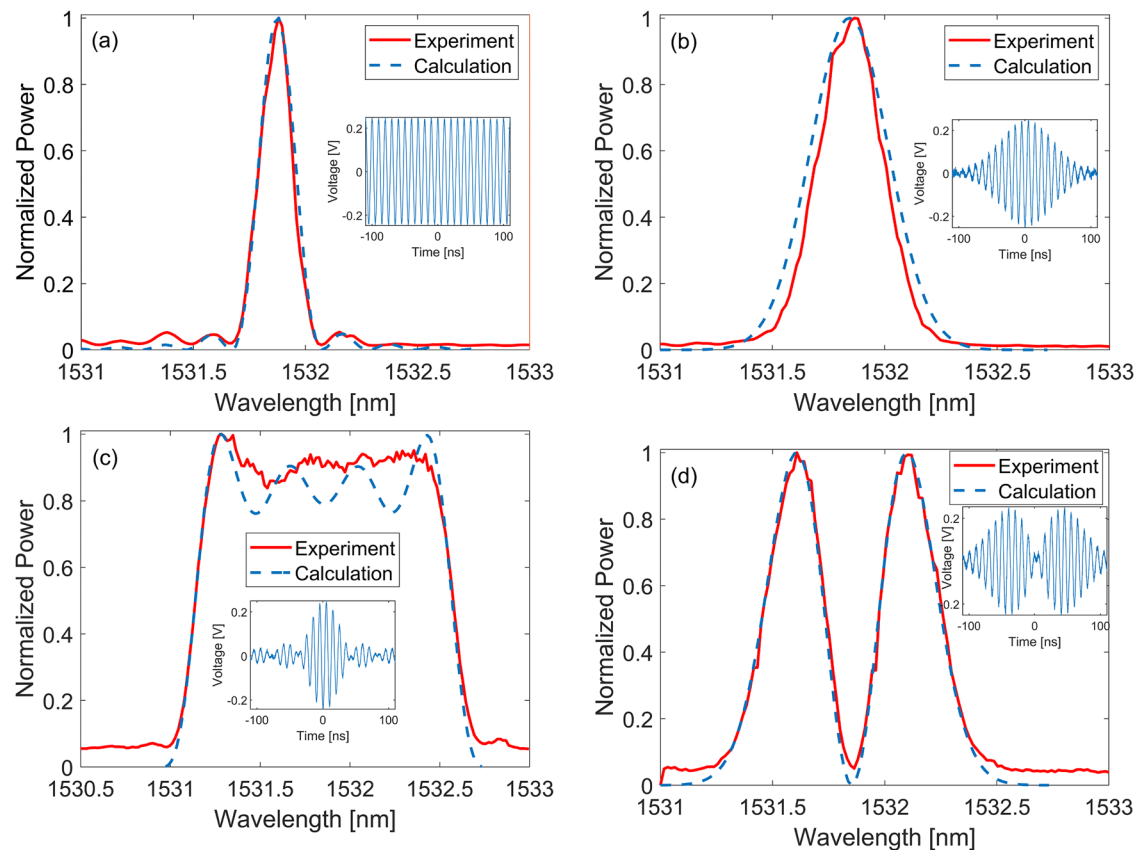 (a)
Experiment
Calculation
Normalized Power
1
0.8
0.6
0.4
0.2
0
Voltage [V]
0.2
0
-0.2
-100 0 100
Time [ns]
1531 1531.5 1532 1532.5 1533
Wavelength [nm]
(b)
Experiment
Calculation
Normalized Power
1
0.8
0.6
0.4
0.2
0
Voltage [V]
0.2
0
-0.2
-100 0 100
Time [ns]
1531 1531.5 1532 1532.5 1533
Wavelength [nm]
(c)
Experiment
Calculation
Normalized Power
1
0.8
0.6
0.4
0.2
0
Voltage [V]
0.2
0
-0.2
-100 0 100
Time [ns]
1530.5 1531 1531.5 1532 1532.5 1533
Wavelength [nm]
(d)
Experiment
Calculation
Normalized Power
1
0.8
0.6
0.4
0.2
0
Voltage [V]
0.2
0.2
-100 0 100
Time [ns]
1531 1531.5 1532 1532.5 1533
Wavelength [nm]